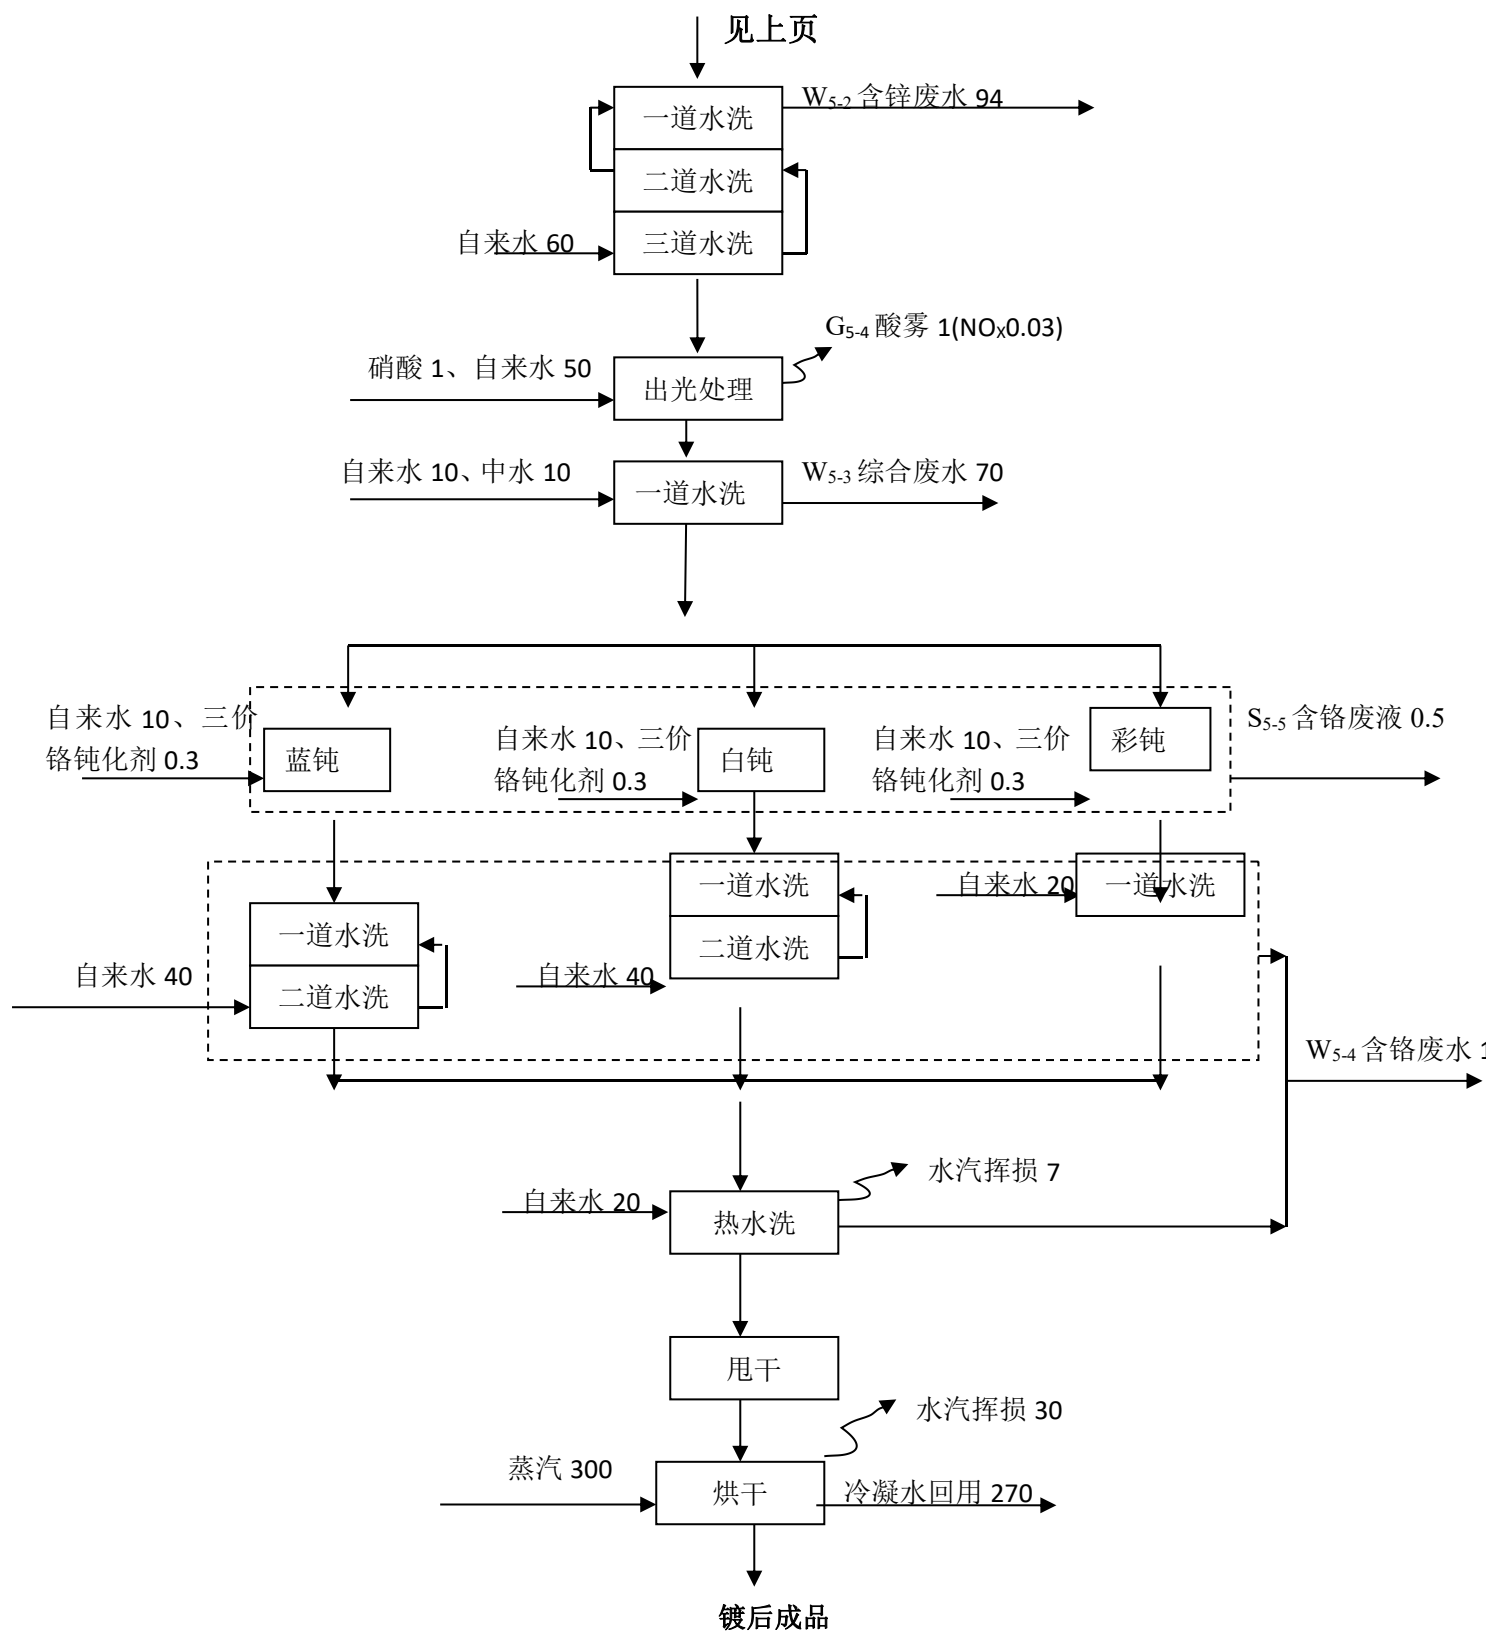 见上页
W5-2 含锌废水 94
一道水洗
二道水洗
自来水 60
三道水洗
G5-4 酸雾 1(NOX0.03)
硝酸 1、自来水 50
出光处理
自来水 10、中水 10
一道水洗
W5-3 综合废水 70
自来水 10、三价
铬钝化剂 0.3
蓝钝
自来水 10、三价
铬钝化剂 0.3
白钝
自来水 10、三价
铬钝化剂 0.3
彩钝
S5-5 含铬废液 0.5
一道水洗
二道水洗
自来水 40
一道水洗
二道水洗
自来水 40
自来水 20
一道水洗
W5-4 含铬废水 1
水汽挥损 7
自来水 20
热水洗
甩干
水汽挥损 30
蒸汽 300
烘干
冷凝水回用 270
镀后成品